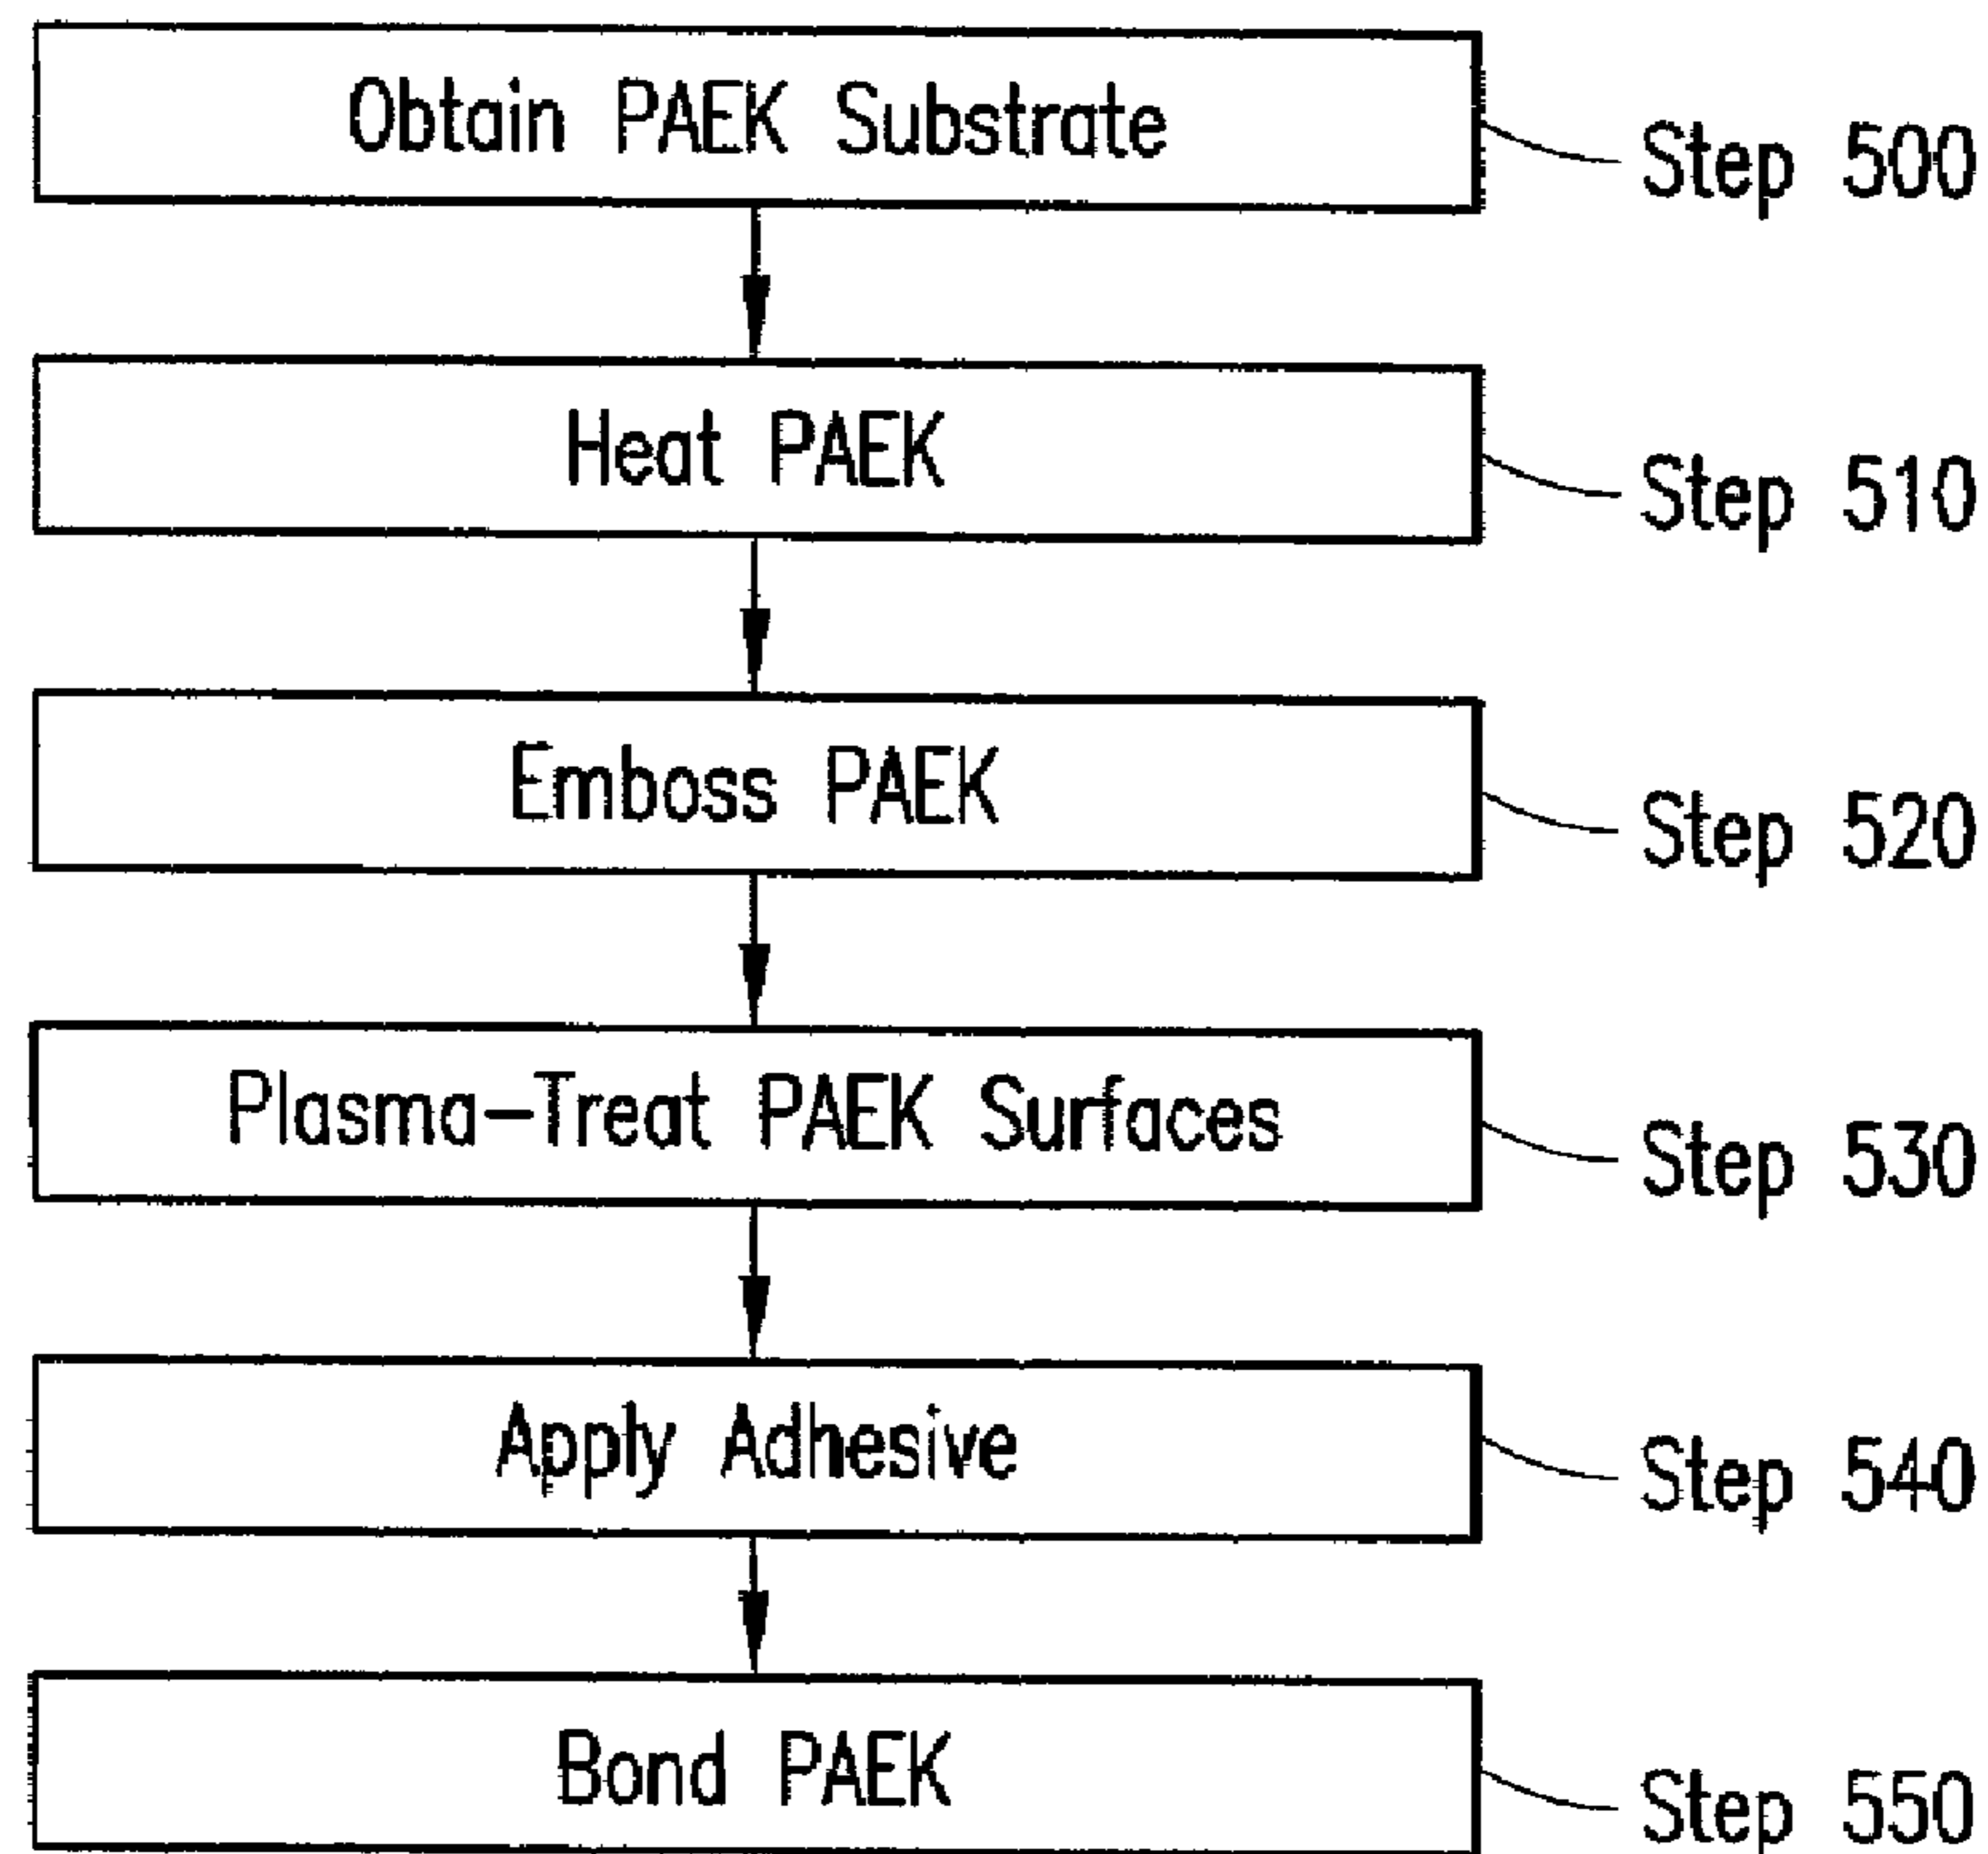 Obtain PAEK Substrate
Step 500
Heat PAEK
Step 510
Emboss PAEK
Step 520
Plasma-Treat PAEK Surfaces
Step 530
Apply Adhesive
Step 540
Bond PAEK
Step 550